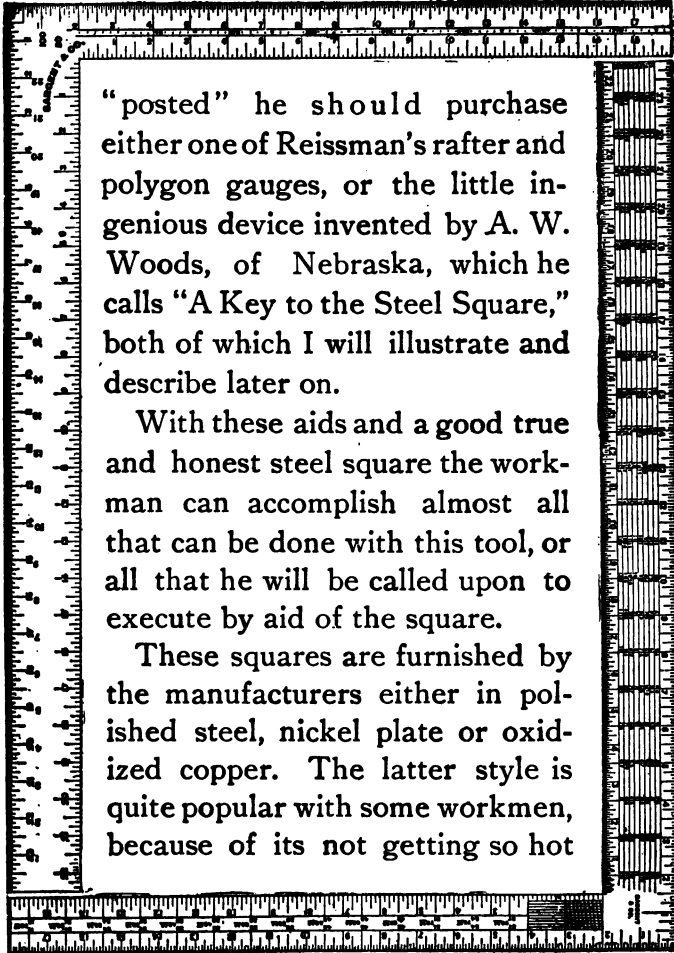 SARGENT & CO.
“posted” he should purchase
either one of Reissman’s rafter and
polygon gauges, or the little in-
genious device invented by A. W.
Woods, of Nebraska, which he
calls “A Key to the Steel Square,”
both of which I will illustrate and
describe later on.
With these aids and a good true
and honest steel square the work-
man can accomplish almost all
that can be done with this tool, or
all that he will be called upon to
execute by aid of the square.
These squares are furnished by
the manufacturers either in pol-
ished steel, nickel plate or oxid-
ized copper. The latter style is
quite popular with some workmen,
because of its not getting so hot